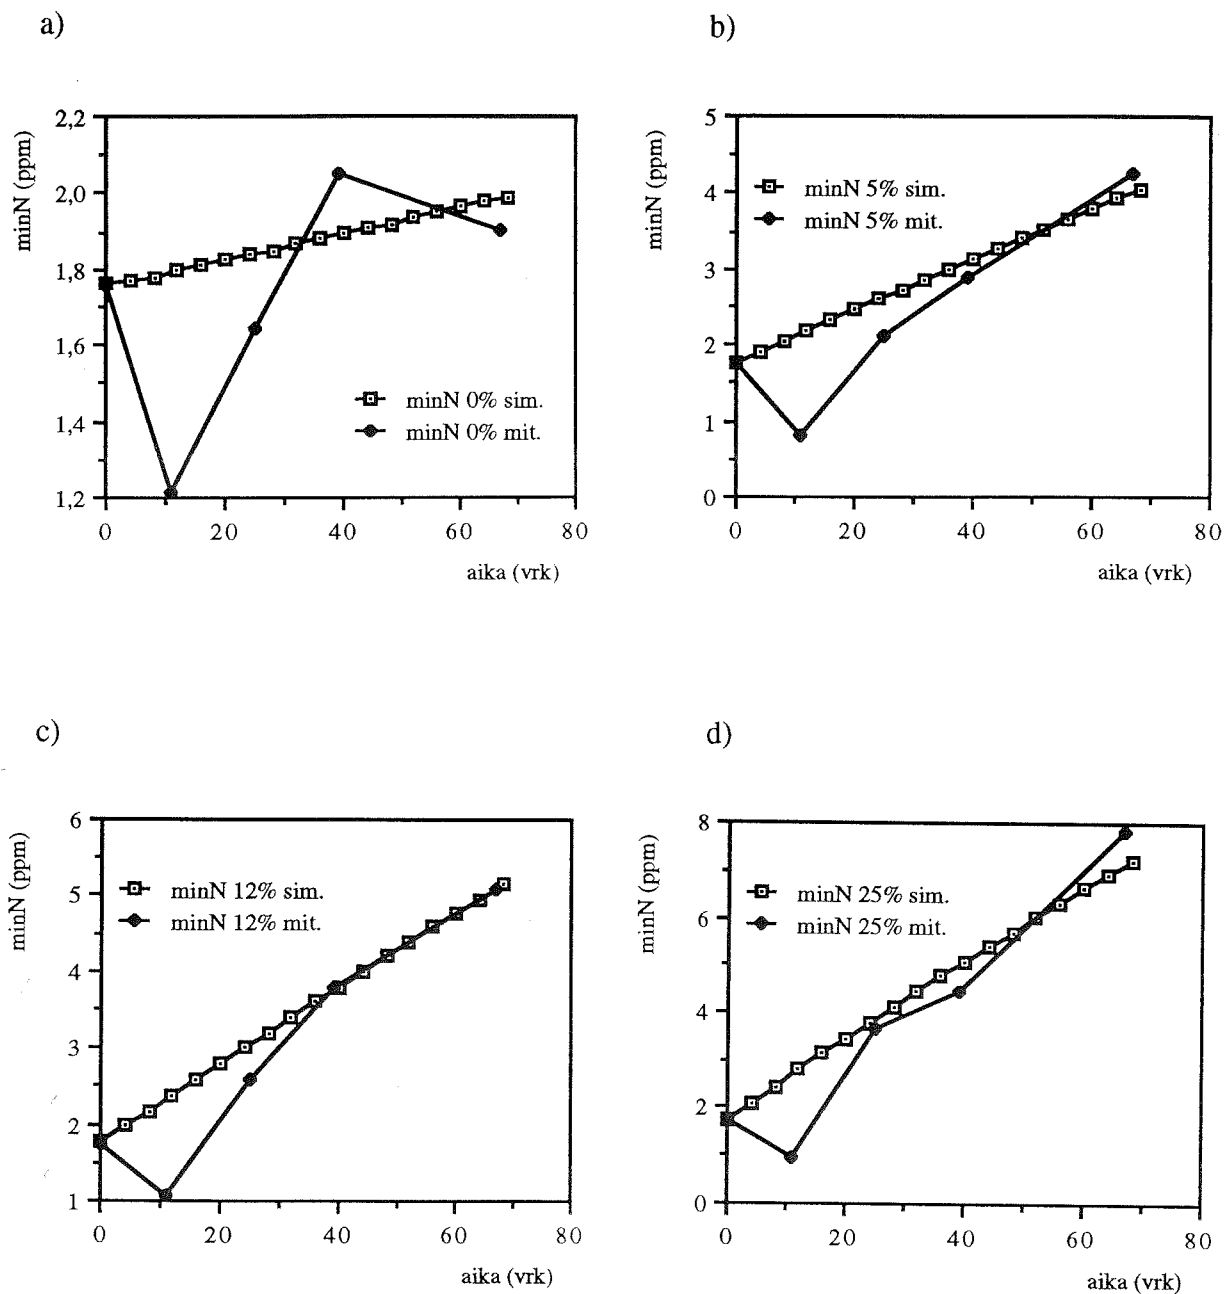 a)
minN (ppm)
2,2
2,0
1,8
1,6
1,4
1,2
minN 0% sim.
minN 0% mit.
0 20 40 60 80
aika (vrk)
b)
minN (ppm)
5
4
3
2
1
0
minN 5% sim.
minN 5% mit.
0 20 40 60 80
aika (vrk)
c)
minN (ppm)
6
5
4
3
2
1
minN 12% sim.
minN 12% mit.
0 20 40 60 80
aika (vrk)
d)
minN (ppm)
8
6
4
2
0
minN 25% sim.
minN 25% mit.
0 20 40 60 80
aika (vrk)